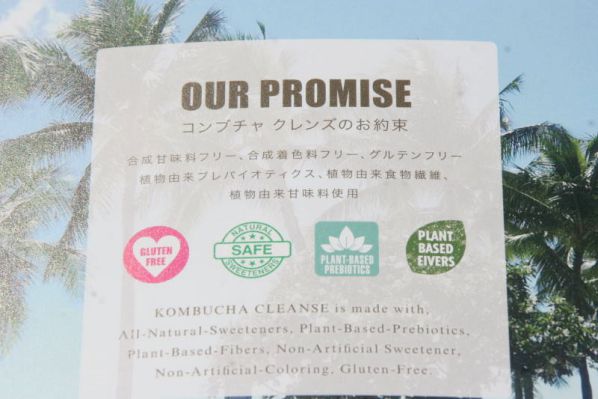 OUR PROMISE
コンブチャ クレンズのお約束
合成甘味料フリー、合成着色料フリー、グルテンフリー
植物由来プレバイオティクス、植物由来食物繊維、
植物由来甘味料使用
GLUTEN
FREE
NATURAL
SAFE
SWEETENERS
PLANT-BASED
PREBIOTICS
PLANT
BASED
EIVERS
KOMBUCHA CLEANSE is made with,
All-Natural-Sweeteners, Plant-Based-Prebiotics,
Plant-Based-Fibers, Non-Artificial Sweetener,
Non-Artificial-Coloring, Gluten-Free.